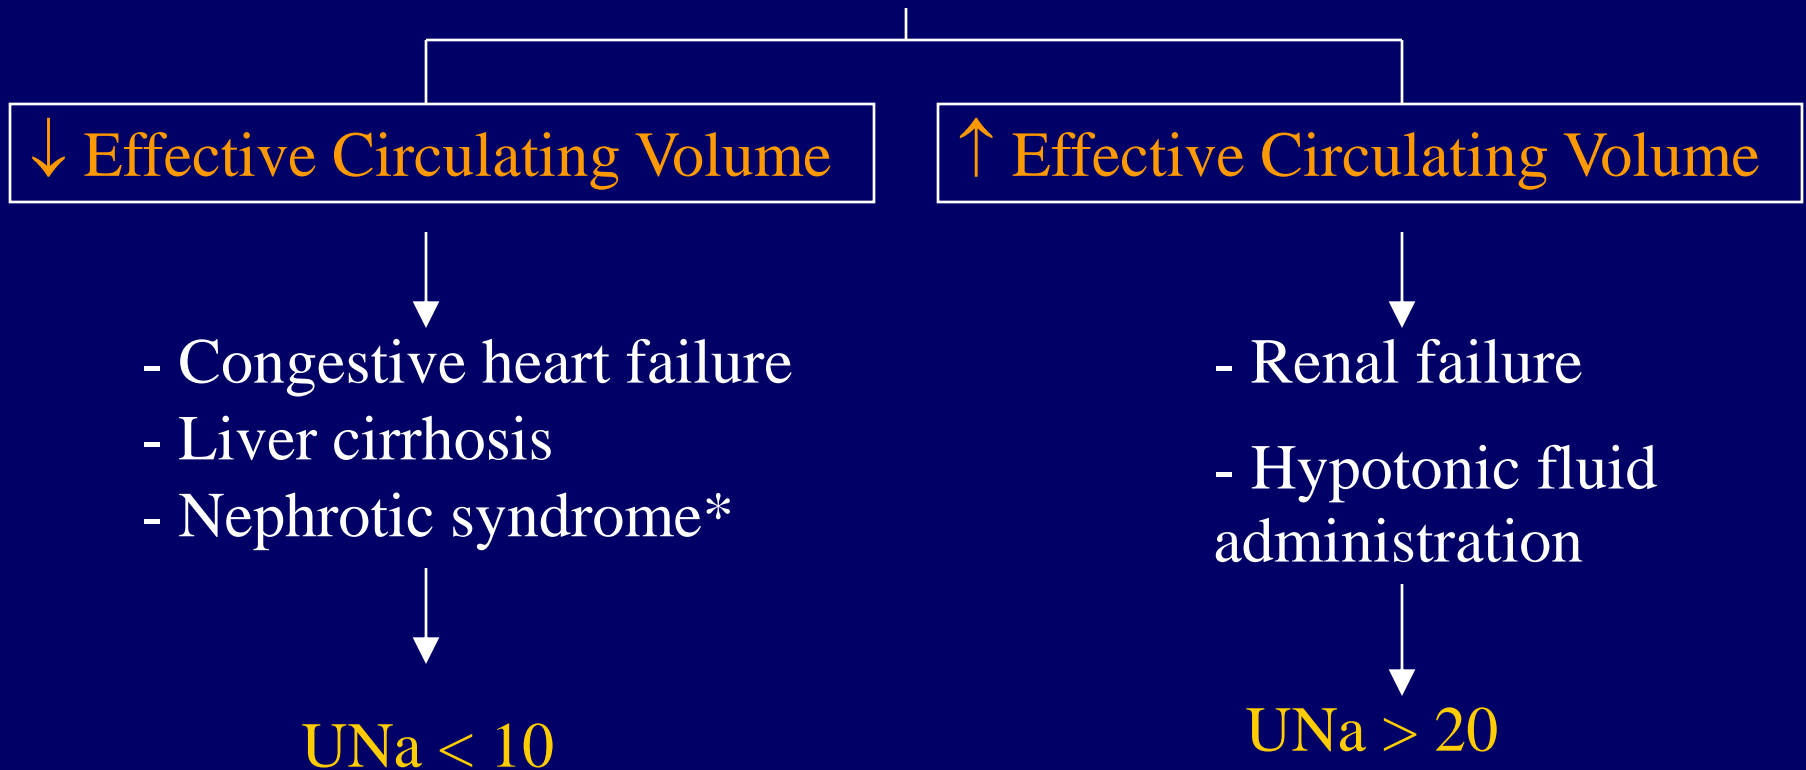 ↓ Effective Circulating Volume
- Congestive heart failure
- Liver cirrhosis
- Nephrotic syndrome*
UNa < 10
↑ Effective Circulating Volume
- Renal failure
- Hypotonic fluid
administration
UNa > 20